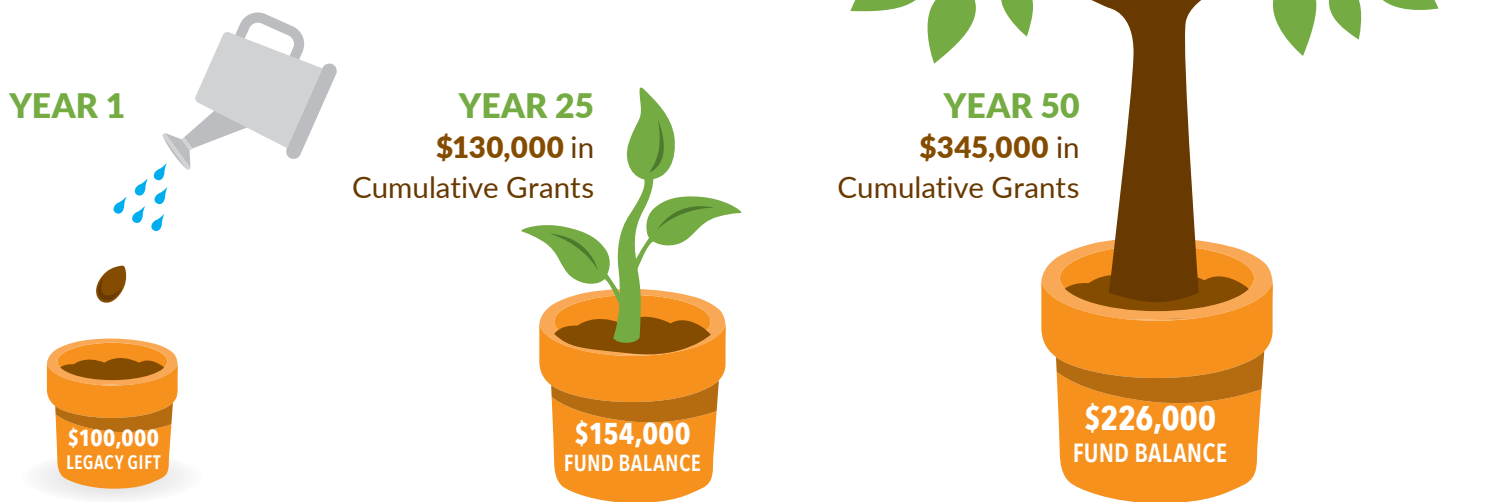 YEAR 1
$100,000
LEGACY GIFT
YEAR 25
$130,000 in
Cumulative Grants
$154,000
FUND BALANCE
YEAR 50
$345,000 in
Cumulative Grants
$226,000
FUND BALANCE